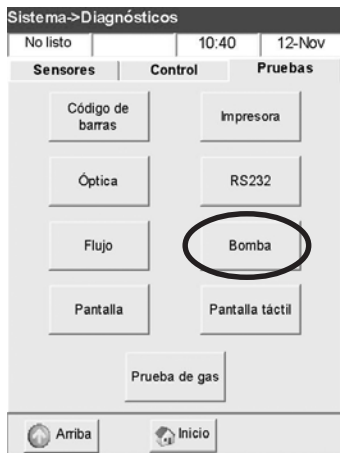 Sistema->Diagnósticos
No listo 10:40 12-Nov
Sensores Control Pruebas
Código de
barras
Impresora
Óptica RS232
Flujo Bomba
Pantalla Pantalla táctil
Prueba de gas
Arriba Inicio